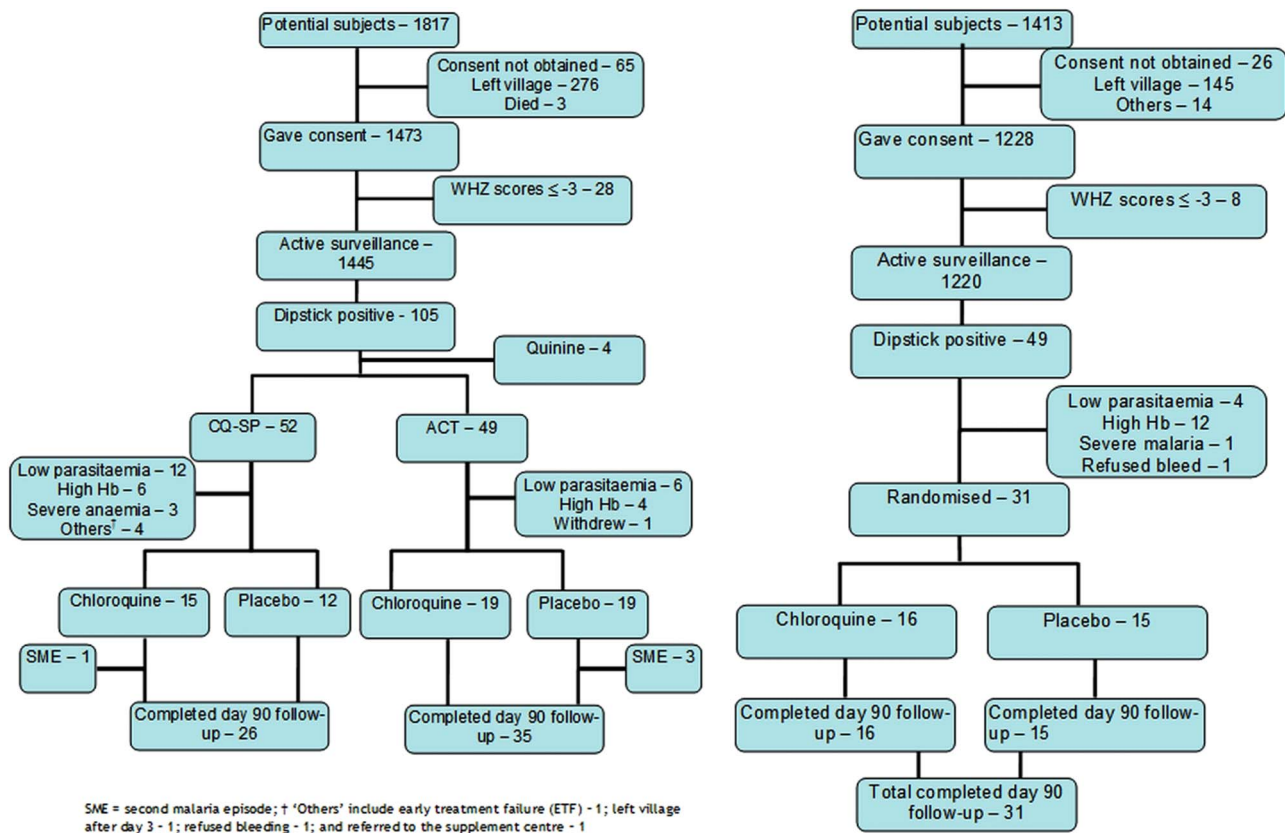 Potential subjects – 1817
Consent not obtained – 65
Left village – 276
Died – 3
Gave consent – 1473
WHZ scores ≤ -3 – 28
Active surveillance –
1445
Dipstick positive - 105
Quinine – 4
CQ-SP – 52
ACT – 49
Low parasitaemia – 12
High Hb – 6
Severe anaemia – 3
Others† – 4
Low parasitaemia – 6
High Hb – 4
Withdrew – 1
Chloroquine – 15
Placebo – 12
Chloroquine – 19
Placebo – 19
SME – 1
SME – 3
Completed day 90 follow-
up – 26
Completed day 90 follow-
up – 35
SME = second malaria episode; † ‘Others’ include early treatment failure (ETF) - 1; left village
after day 3 - 1; refused bleeding - 1; and referred to the supplement centre - 1
Potential subjects – 1413
Consent not obtained – 26
Left village – 145
Others – 14
Gave consent – 1228
WHZ scores ≤ -3 – 8
Active surveillance –
1220
Dipstick positive – 49
Low parasitaemia – 4
High Hb – 12
Severe malaria – 1
Refused bleed – 1
Randomised – 31
Chloroquine –
16
Placebo – 15
Completed day 90 follow-
up – 16
Completed day 90 follow-
up – 15
Total completed day 90
follow-up – 31